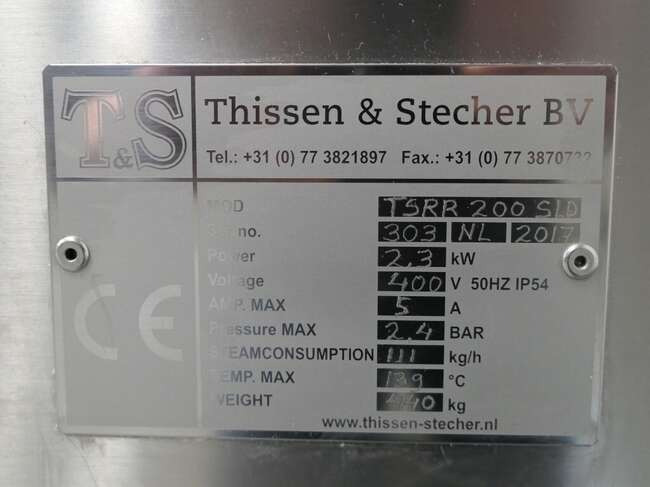 T&S
Thissen & Stecher BV
Tel.: +31 (0) 77 3821897 Fax.: +31 (0) 77 3870722
MOD TSRR 200 SLD
Ser.no. 303 NL 2017
Power 2.3 kW
Voltage 400 V 50HZ IP54
AMP. MAX 5 A
Pressure MAX 2.4 BAR
STEAMCONSUMPTION 111 kg/h
TEMP. MAX 139 °C
WEIGHT 440 kg
CE
www.thissen-stecher.nl